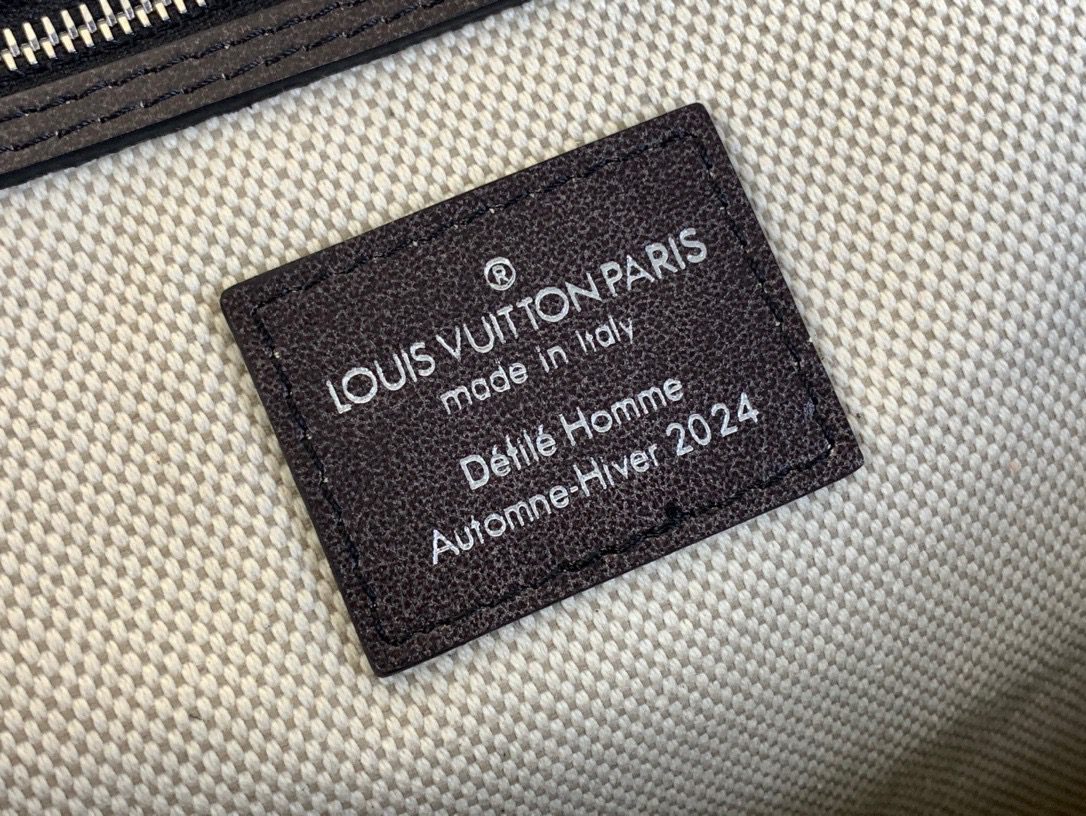 ®
LOUIS VUITTON PARIS
made in Italy
Défilé Homme
Automne-Hiver 2024